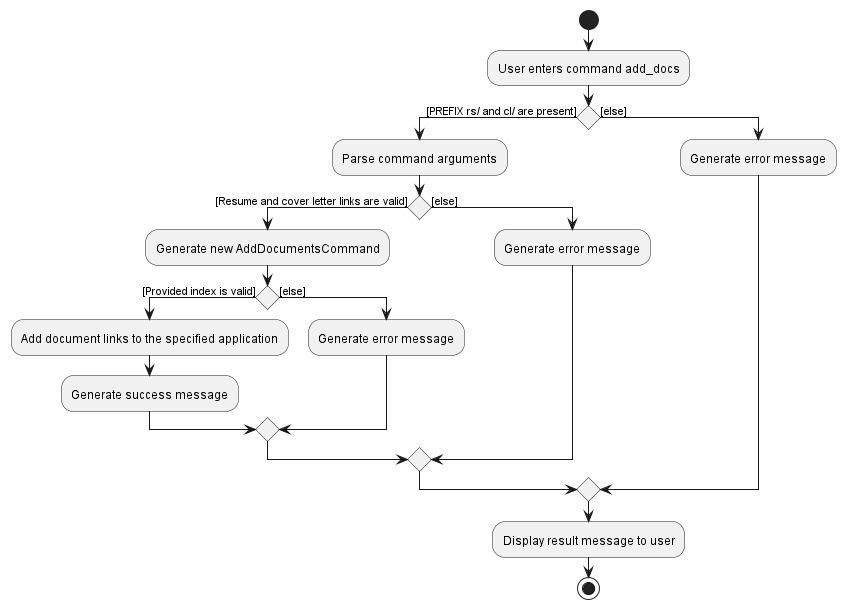 User enters command add_docs
[PREFIX rs/ and cl/ are present]
[else]
Parse command arguments
Generate error message
[Resume and cover letter links are valid]
[else]
Generate new AddDocumentsCommand
Generate error message
[Provided index is valid]
[else]
Add document links to the specified application
Generate error message
Generate success message
Display result message to user